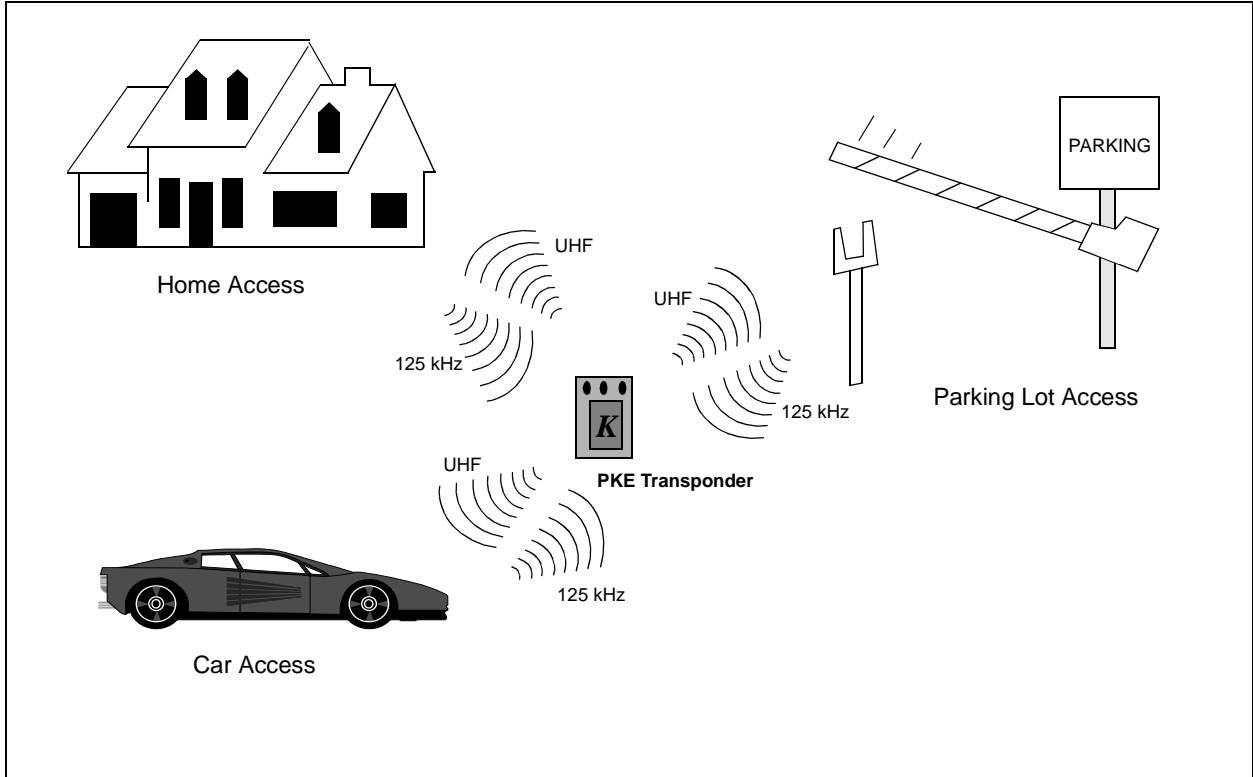 PARKING
UHF
Home Access
UHF
125 kHz
Parking Lot Access
125 kHz
K
UHF
PKE Transponder
125 kHz
Car Access